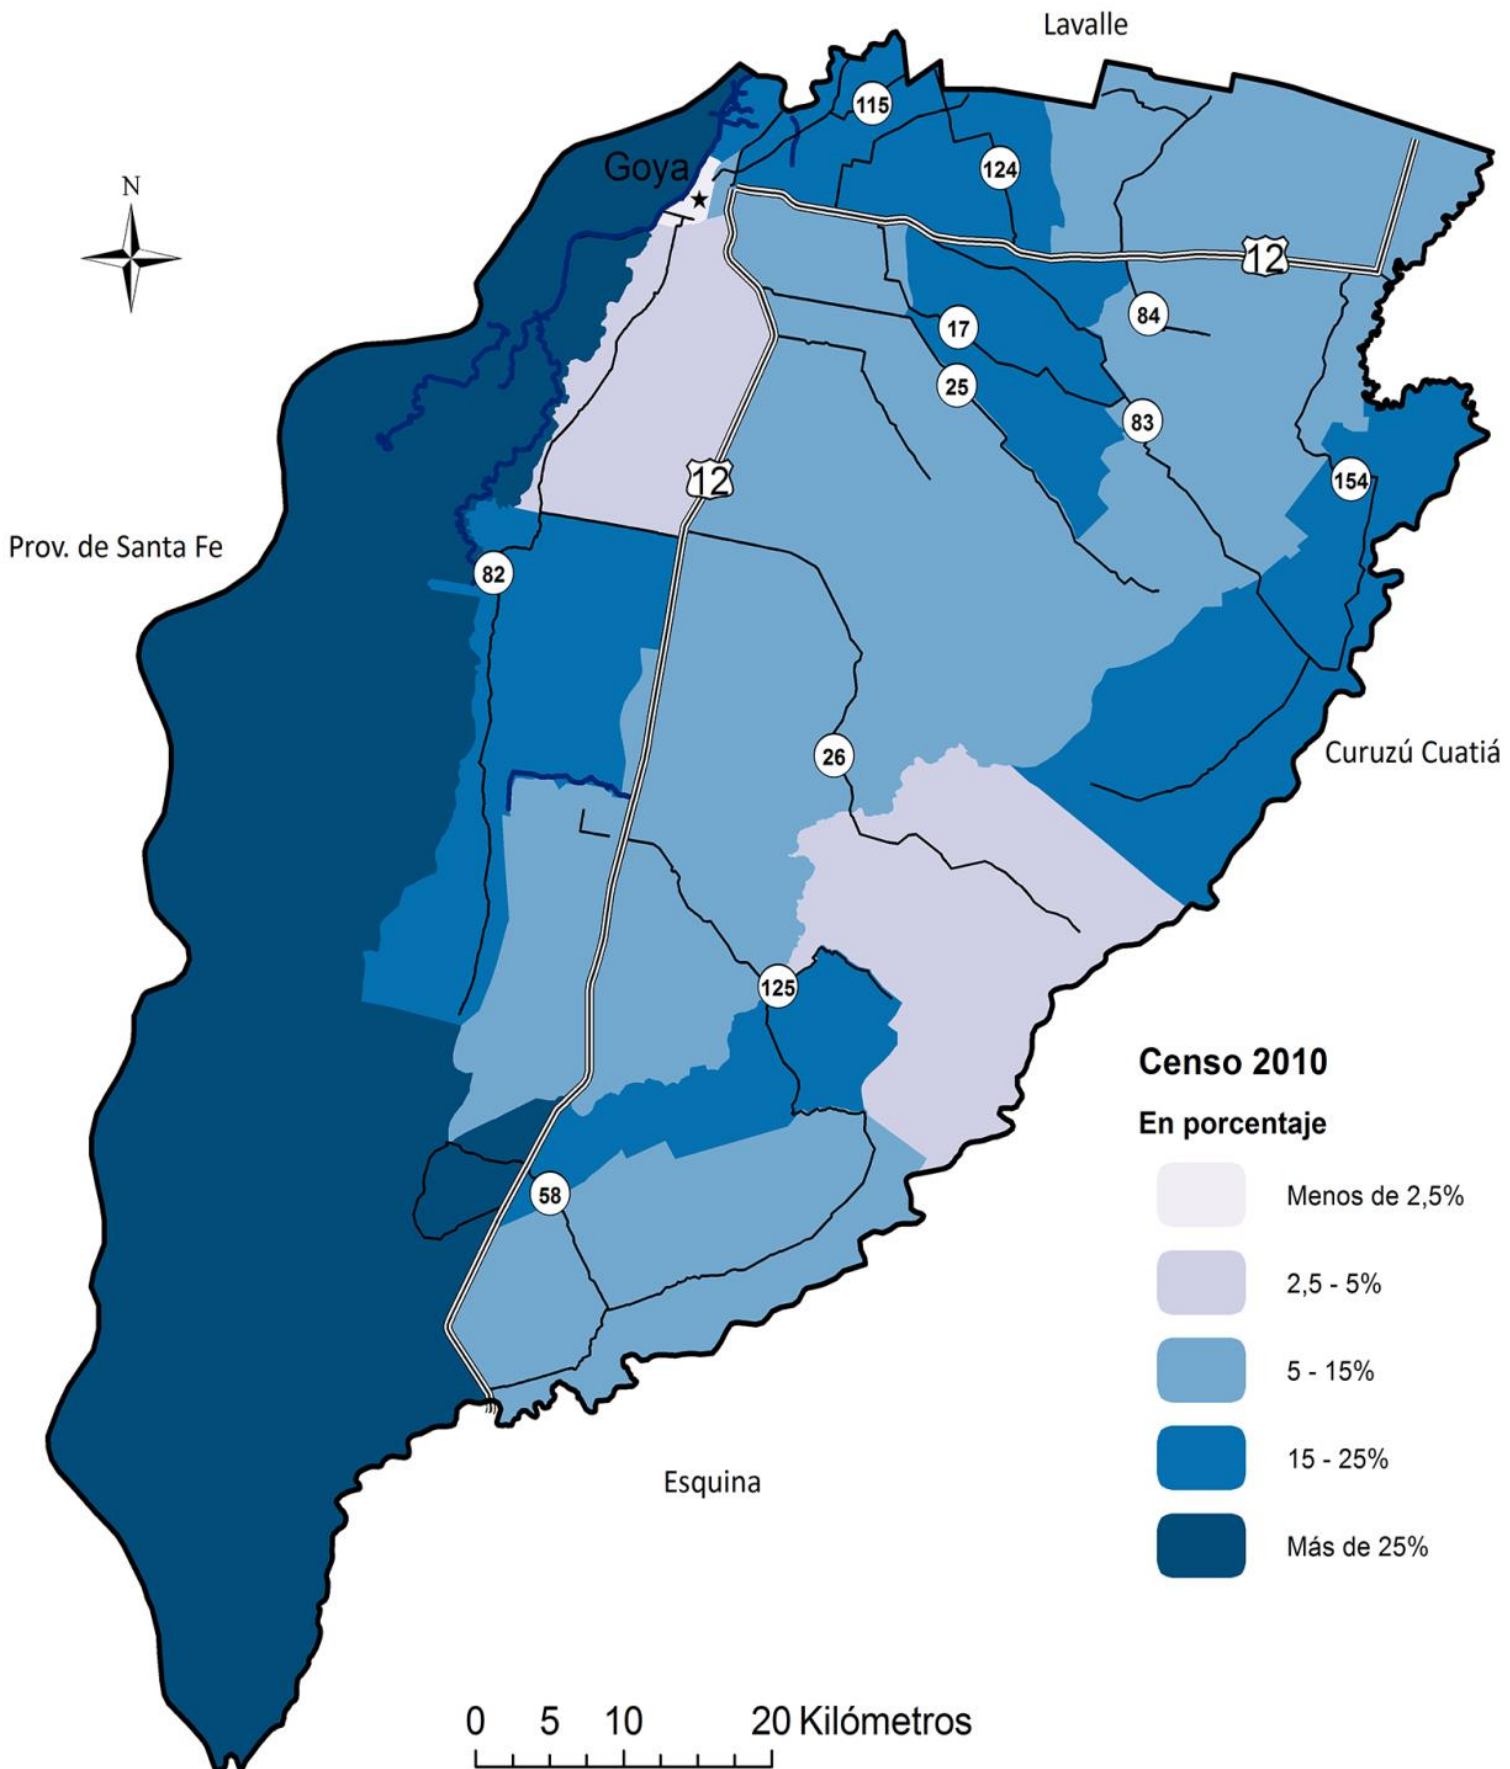 Lavalle
115
Goya
124
N
12
84
17
25
83
12
154
Prov. de Santa Fe
82
Curuzú Cuatiá
26
125
Censo 2010
En porcentaje
58
Menos de 2,5%
2,5 - 5%
5 - 15%
15 - 25%
Más de 25%
Esquina
0 5 10 20 Kilómetros